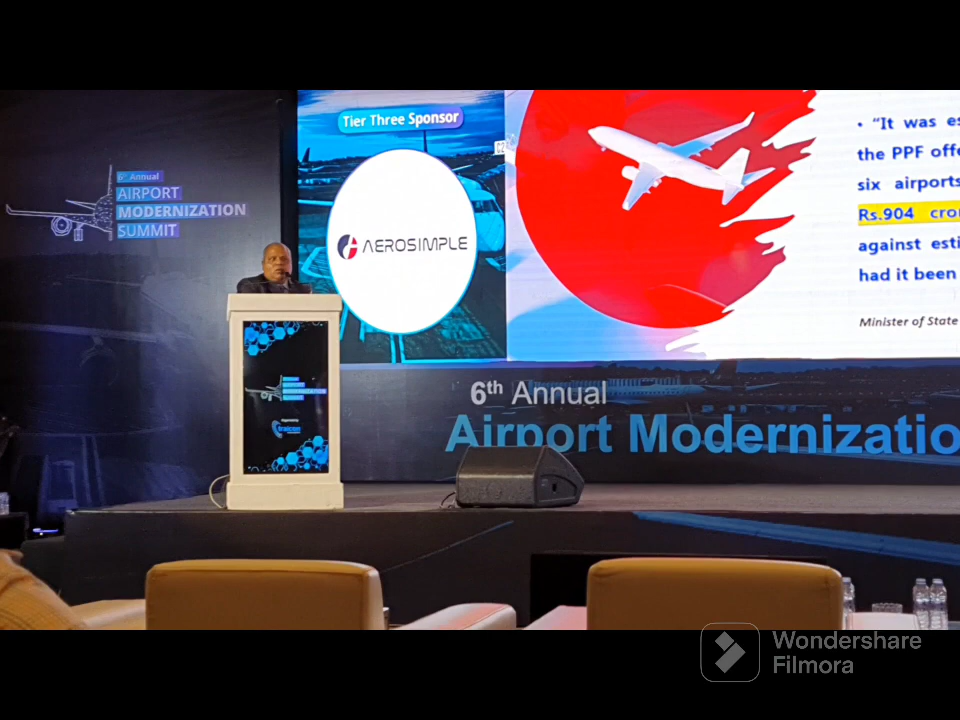 6th Annual
AIRPORT
MODERNIZATION
SUMMIT
Tier Three Sponsor
AEROSIMPLE
• "It was es
the PPF offe
six airports
Rs.904 cro
against esti
had it been
Minister of State
6th Annual
Airport Modernizatio
Wondershare
Filmora